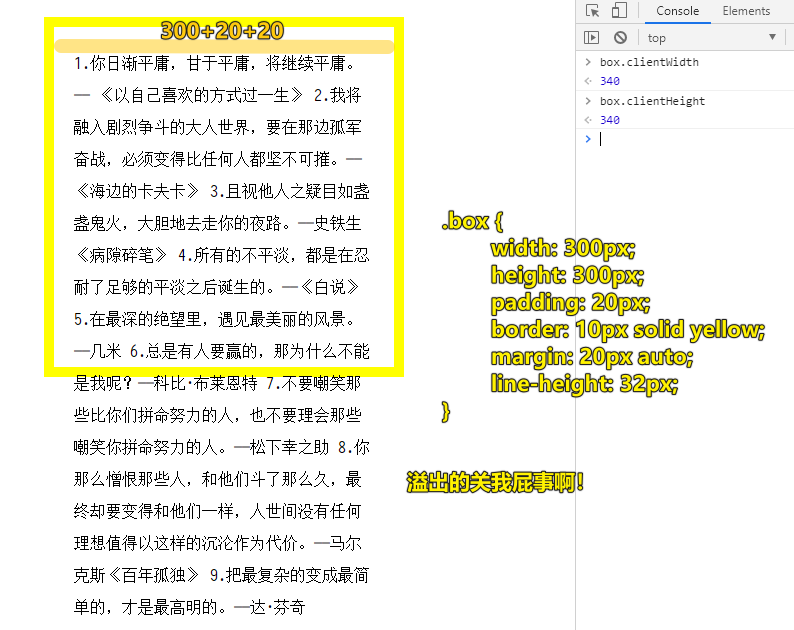 300+20+20
1.你日渐平庸，甘于平庸，将继续平庸。
— 《以自己喜欢的方式过一生》 2.我将
融入剧烈争斗的大人世界，要在那边孤军
奋战，必须变得比任何人都坚不可摧。—
《海边的卡夫卡》 3.且视他人之疑目如盏
盏鬼火，大胆地去走你的夜路。—史铁生
《病隙碎笔》 4.所有的不平淡，都是在忍
耐了足够的平淡之后诞生的。—《白说》
5.在最深的绝望里，遇见最美丽的风景。
—几米 6.总是有人要赢的，那为什么不能
是我呢？—科比·布莱恩特 7.不要嘲笑那
些比你们拼命努力的人，也不要理会那些
嘲笑你拼命努力的人。—松下幸之助 8.你
那么憎恨那些人，和他们斗了那么久，最
终却要变得和他们一样，人世间没有任何
理想值得以这样的沉沦作为代价。—马尔
克斯《百年孤独》 9.把最复杂的变成最简
单的，才是最高明的。—达·芬奇
.box {
width: 300px;
height: 300px;
padding: 20px;
border: 10px solid yellow;
margin: 20px auto;
line-height: 32px;
}
溢出的关我屁事啊!
Console Elements
top
box.clientWidth
340
box.clientHeight
340